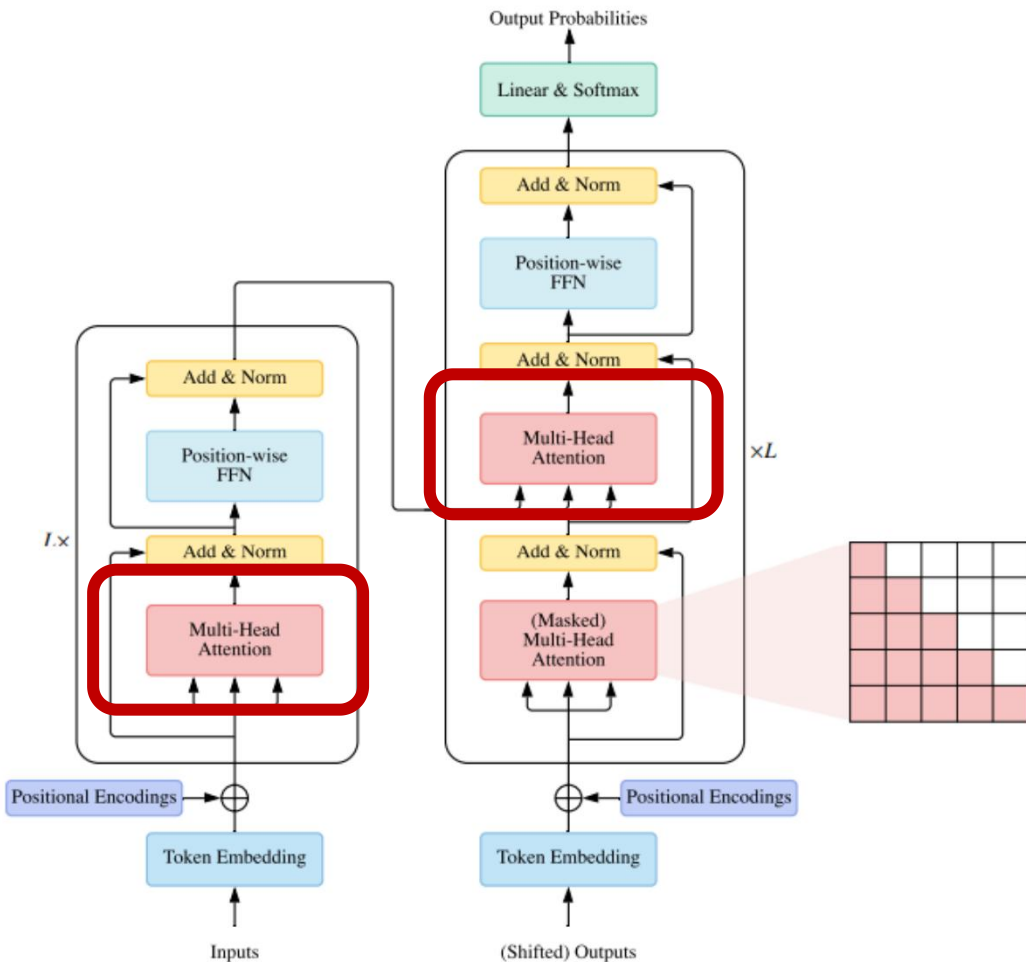 Output Probabilities
Linear & Softmax
Add & Norm
Position-wise
FFN
Add & Norm
Multi-Head
Attention
×L
Add & Norm
(Masked)
Multi-Head
Attention
Positional Encodings
Token Embedding
(Shifted) Outputs
Add & Norm
Position-wise
FFN
L×
Add & Norm
Multi-Head
Attention
Positional Encodings
Token Embedding
Inputs